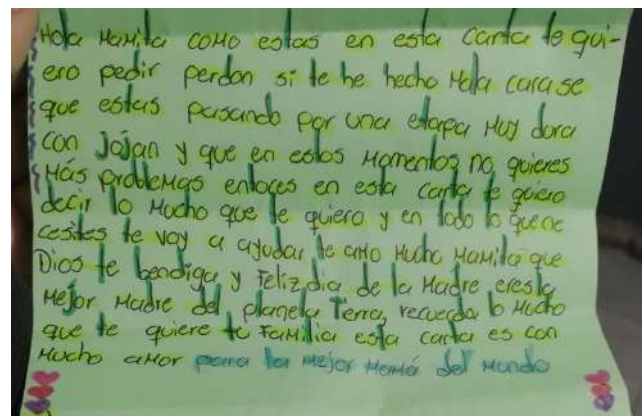 Hola Mamita como estas en esta carta te qui-
ero pedir perdon si te he hecho mala cara se
que estas pasando por una etapa muy dura
con Jojan y que en estos momentos no quieres
más problemas entoces en esta carta te quiero
decir lo mucho que te quiero y en todo lo que ne
cesites te voy a ayudar te amo mucho mamita que
Dios te bendiga y feliz dia de la madre eres la
mejor madre del planeta Tierra, recuerda lo mucho
que te quiere tu familia esta carta es con
mucho amor para la mejor mamá del mundo